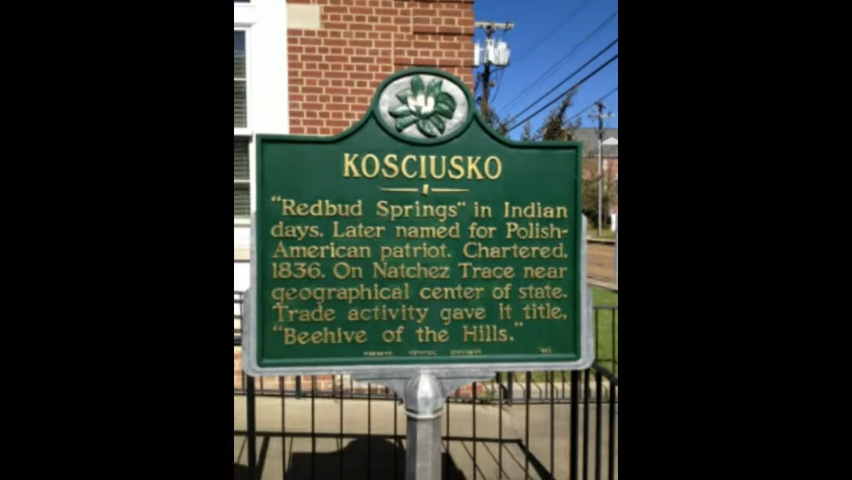 KOSCIUSKO
"Redbud Springs" in Indian
days. Later named for Polish-
American patriot. Chartered,
1836. On Natchez Trace near
geographical center of state.
Trade activity gave it title,
"Beehive of the Hills."